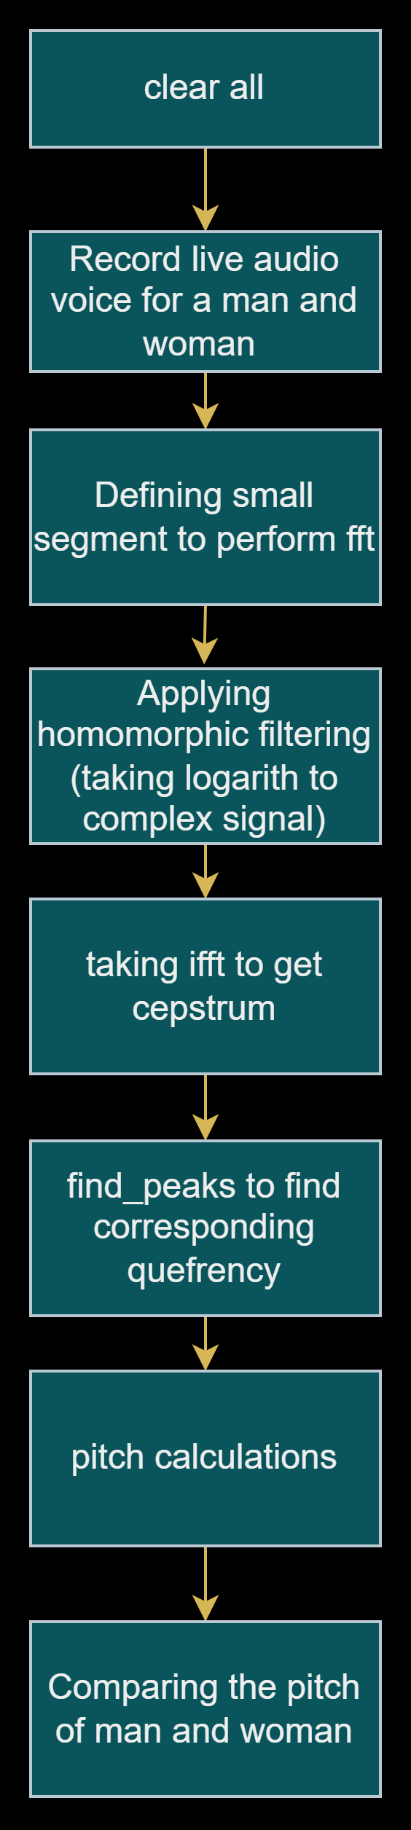 clear all
Record live audio
voice for a man and
woman
Defining small
segment to perform fft
Applying
homomorphic filtering
(taking logarith to
complex signal)
taking ifft to get
cepstrum
find_peaks to find
corresponding
quefrency
pitch calculations
Comparing the pitch
of man and woman